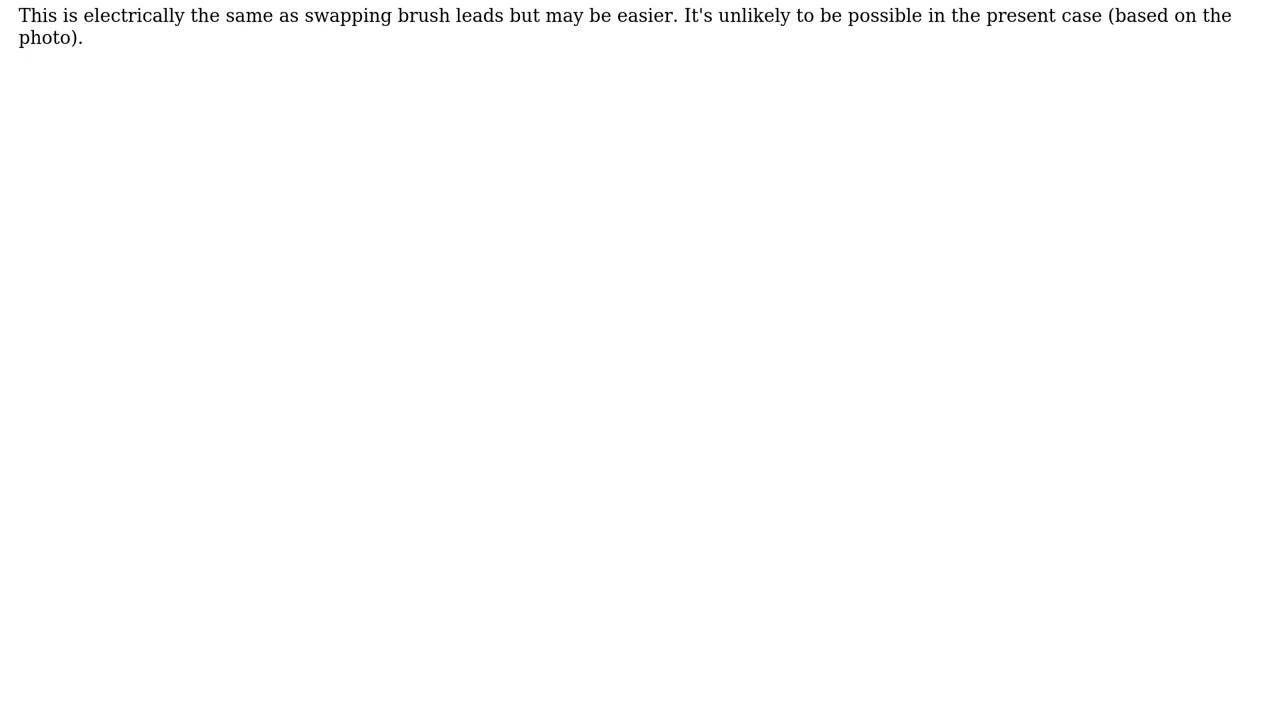 This is electrically the same as swapping brush leads but may be easier. It's unlikely to be possible in the present case (based on the
photo).